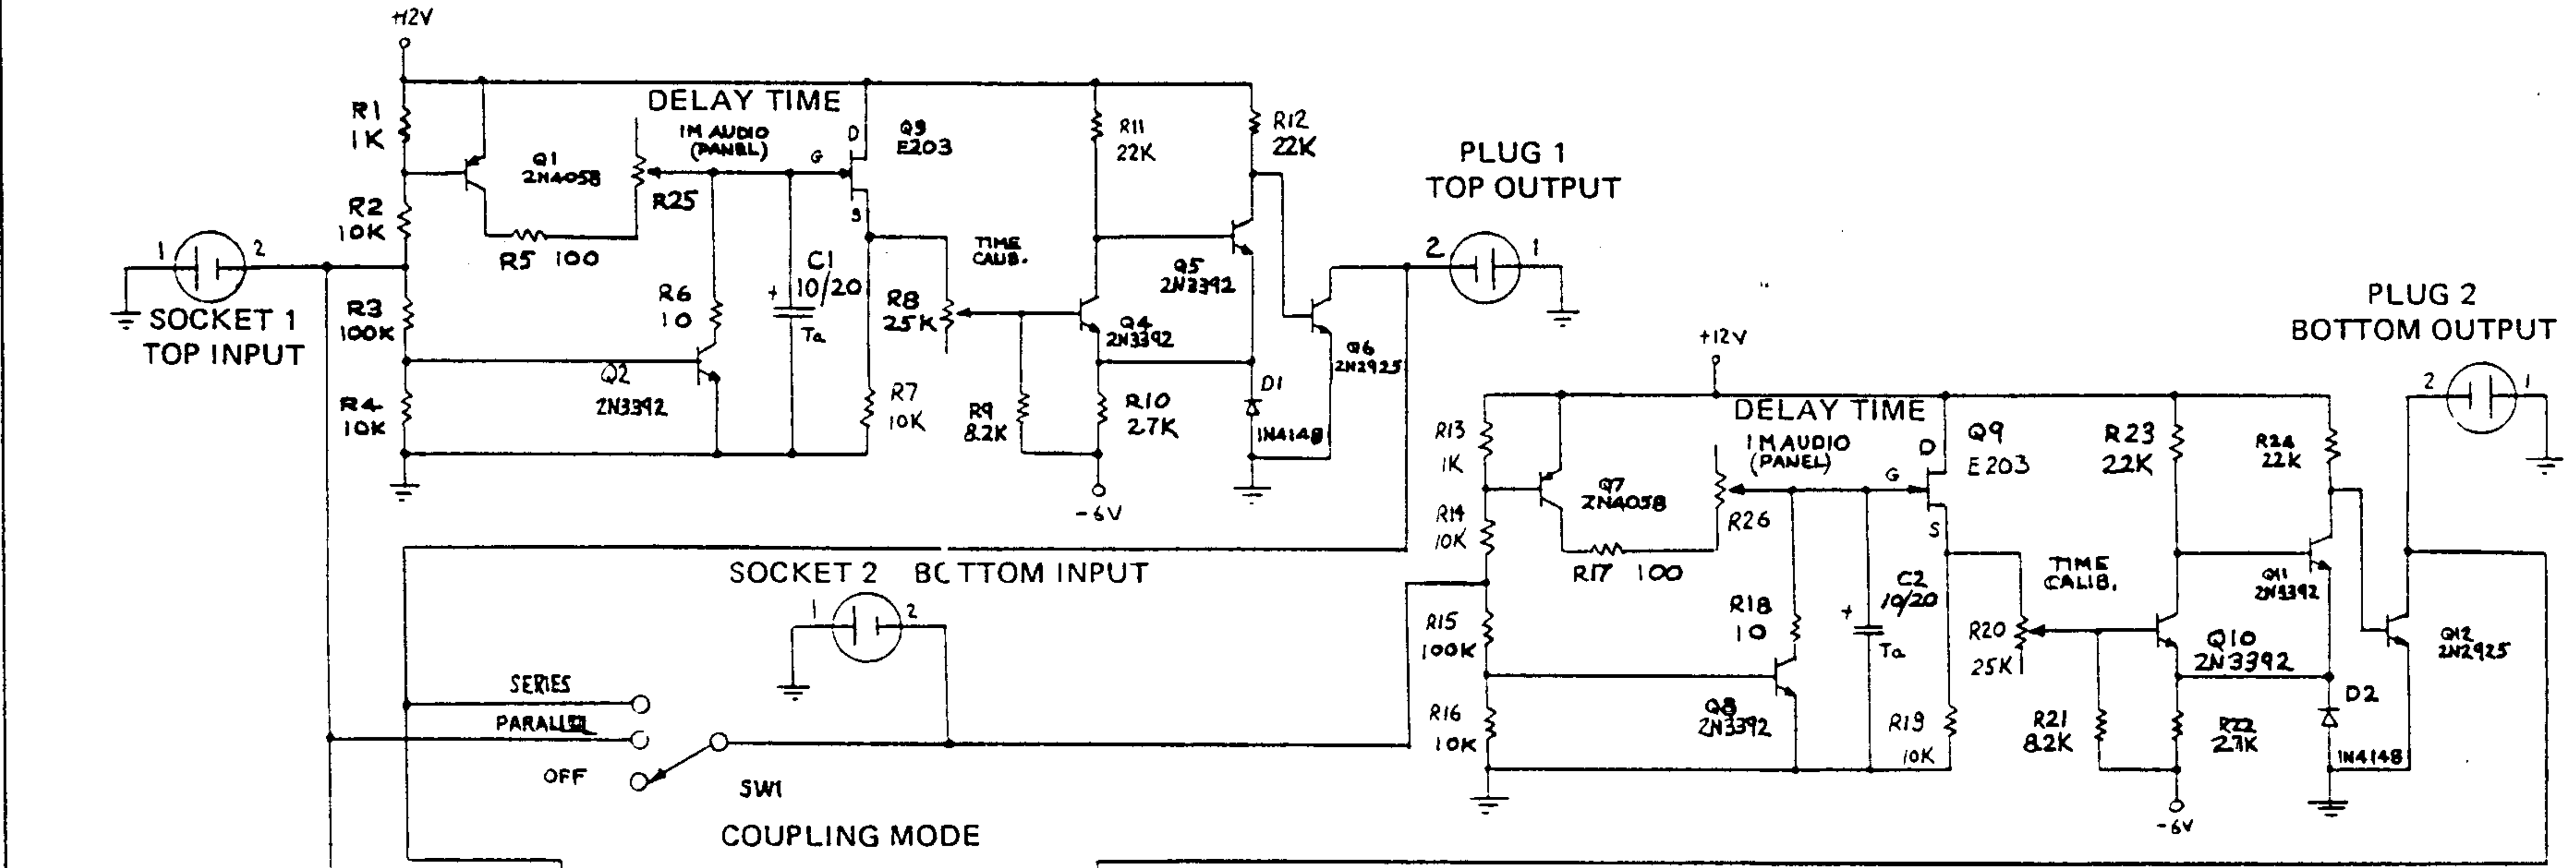 +12V
R1
1K
DELAY TIME
1M AUDIO
(PANEL)
Q1
2N4058
R25
G
D
S
Q3
E203
R11
22K
R12
22K
PLUG 1
TOP OUTPUT
2
1
R2
10K
1
2
SOCKET 1
TOP INPUT
R5 100
R3
100K
R6
10
C1
10/20
+
Ta
R8
25K
TIME
CALIB.
Q5
2N3392
Q4
2N3392
Q6
2N2925
Q2
2N3392
R4
10K
R7
10K
R9
8.2K
R10
2.7K
D1
1N4148
-6V
PLUG 2
BOTTOM OUTPUT
2
1
+12V
DELAY TIME
1M AUDIO
(PANEL)
R13
1K
Q7
2N4058
R26
G
D
S
Q9
E203
R23
22K
R24
22K
R14
10K
R17 100
SOCKET 2 BOTTOM INPUT
1
2
R15
100K
R18
10
C2
10/20
+
Ta
R20
25K
TIME
CALIB.
Q11
2N3392
Q10
2N3392
Q12
2N2925
R16
10K
Q8
2N3392
R19
10K
R21
8.2K
R22
2.7K
D2
1N4148
-6V
SERIES
PARALLEL
OFF
SW1
COUPLING MODE